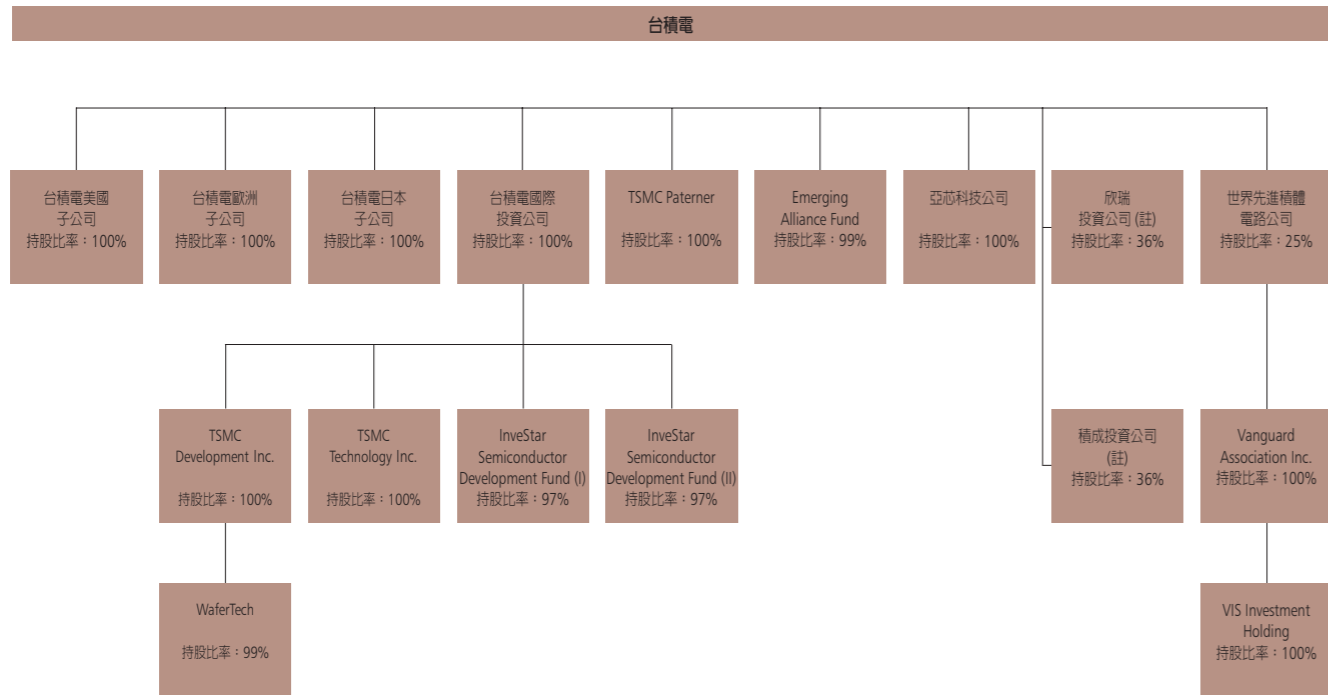 台積電
台積電美國
子公司
持股比率：100%
台積電歐洲
子公司
持股比率：100%
台積電日本
子公司
持股比率：100%
台積電國際
投資公司
持股比率：100%
TSMC Paterner
持股比率：100%
Emerging
Alliance Fund
持股比率：99%
亞芯科技公司
持股比率：100%
欣瑞
投資公司 (註)
持股比率：36%
世界先進積體
電路公司
持股比率：25%
TSMC
Development Inc.
持股比率：100%
TSMC
Technology Inc.
持股比率：100%
InveStar
Semiconductor
Development Fund (I)
持股比率：97%
InveStar
Semiconductor
Development Fund (II)
持股比率：97%
積成投資公司
(註)
持股比率：36%
Vanguard
Association Inc.
持股比率：100%
WaferTech
持股比率：99%
VIS Investment
Holding
持股比率：100%